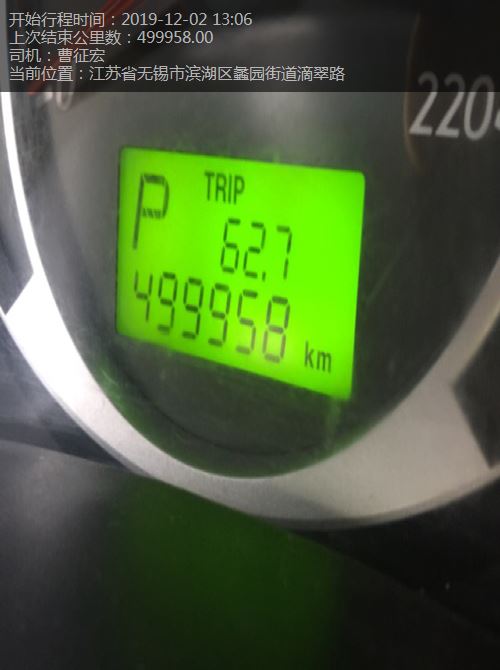 开始行程时间：2019-12-02 13:06
上次结束公里数：499958.00
司机：曹征宏
当前位置：江苏省无锡市滨湖区蠡园街道滴翠路
220
P TRIP
62.7
499958 km